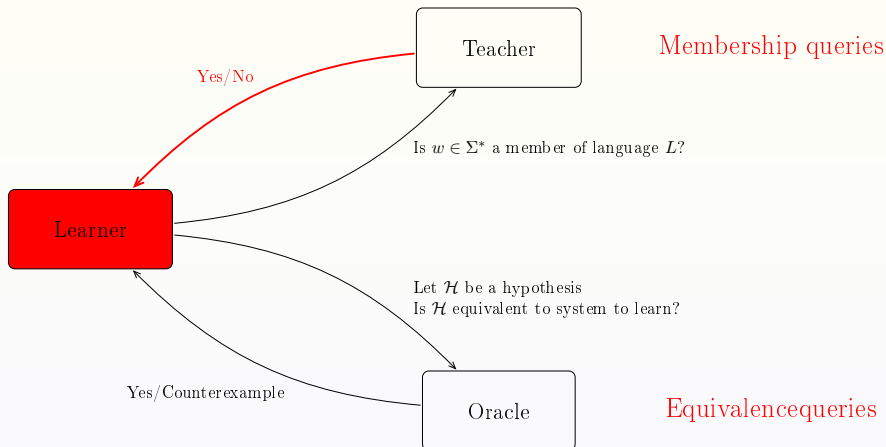 Teacher
Membership queries
Yes/No
Is w ∈ Σ* a member of language L?
Learner
Let ℋ be a hypothesis
Is ℋ equivalent to system to learn?
Yes/Counterexample
Oracle
Equivalencequeries